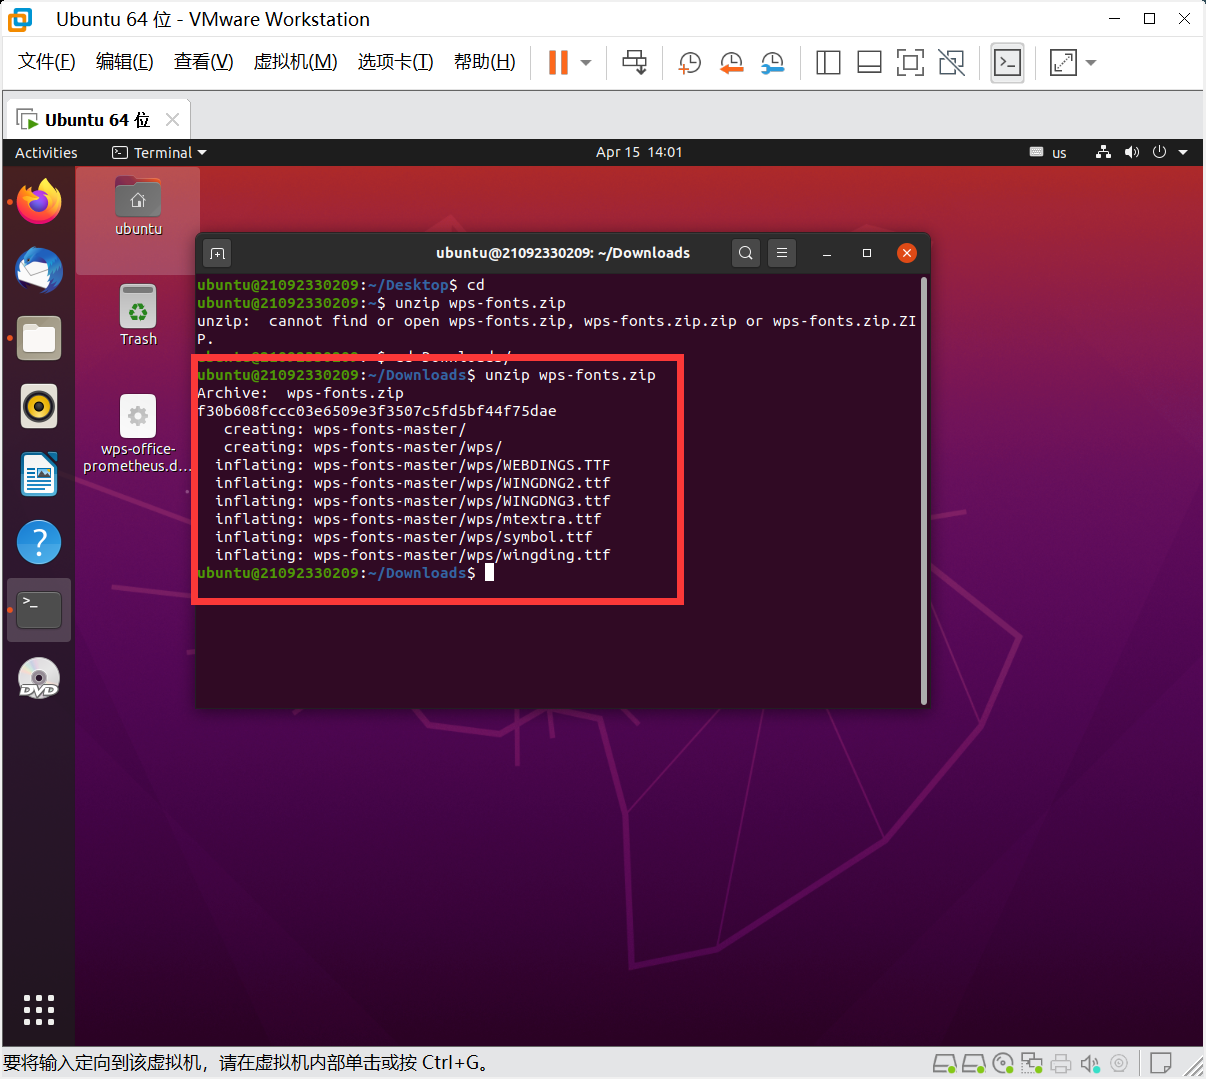 Ubuntu 64 位 - VMware Workstation
文件(F) 编辑(E) 查看(V) 虚拟机(M) 选项卡(T) 帮助(H)
Ubuntu 64 位
Activities Terminal Apr 15 14:01 us
ubuntu
Trash
wps-office-
prometheus.d...
ubuntu@21092330209: ~/Downloads
ubuntu@21092330209:~/Desktop$ cd
ubuntu@21092330209:~$ unzip wps-fonts.zip
unzip:  cannot find or open wps-fonts.zip, wps-fonts.zip.zip or wps-fonts.zip.ZI
P.
ubuntu@21092330209:~$ cd Downloads/
ubuntu@21092330209:~/Downloads$ unzip wps-fonts.zip
Archive:  wps-fonts.zip
f30b608fccc03e6509e3f3507c5fd5bf44f75dae
creating: wps-fonts-master/
creating: wps-fonts-master/wps/
inflating: wps-fonts-master/wps/WEBDINGS.TTF
inflating: wps-fonts-master/wps/WINGDNG2.ttf
inflating: wps-fonts-master/wps/WINGDNG3.ttf
inflating: wps-fonts-master/wps/mtextra.ttf
inflating: wps-fonts-master/wps/symbol.ttf
inflating: wps-fonts-master/wps/wingding.ttf
ubuntu@21092330209:~/Downloads$
DVD
要将输入定向到该虚拟机，请在虚拟机内部单击或按 Ctrl+G。